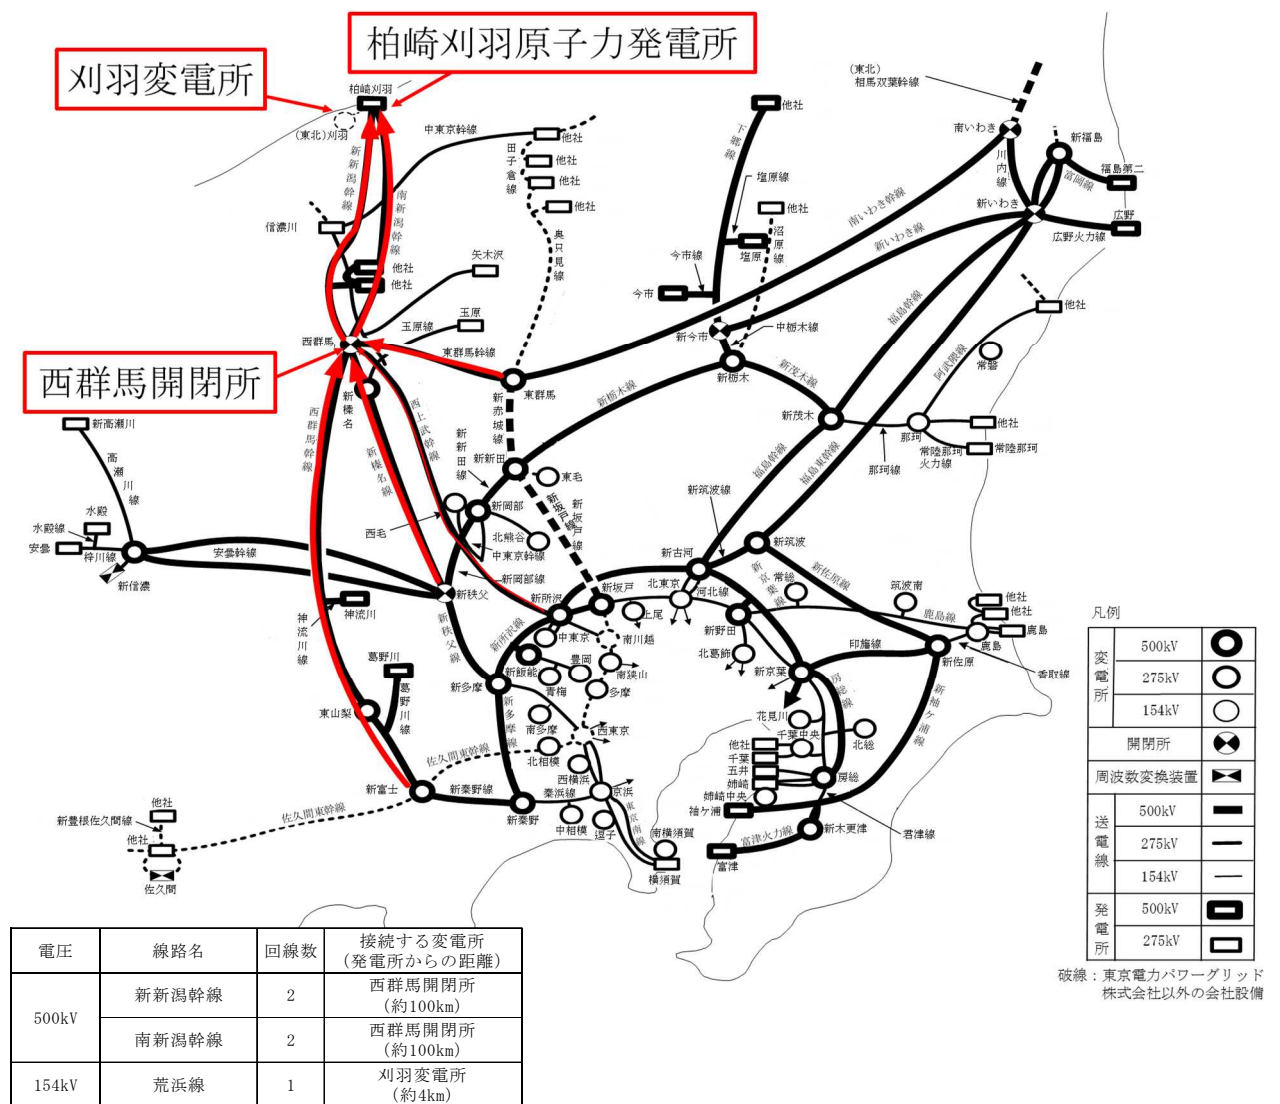 柏崎刈羽原子力発電所
刈羽変電所
柏崎刈羽
(東北)刈羽
新新潟幹線
南新潟幹線
中東京幹線
他社
田子倉線
他社
他社
他社
奥只見線
信濃川
他社
他社
矢木沢
玉原
玉原線
西群馬
東群馬幹線
東群馬
西群馬開閉所
新榛名
西上武幹線
西群馬幹線
新榛名線
新赤城線
新新田線
新新田
東毛
新岡部
西毛
北熊谷
中東京幹線
新岡部線
新坂戸線
新坂戸線
他社
下郷線
塩原線
塩原
他社
沼原線
今市線
今市
新今市
中栃木線
新栃木
新栃木線
新茂木線
新茂木
(東北)
相馬双葉幹線
南いわき
川内線
新福島
富岡線
福島第二
新いわき
広野
広野火力線
南いわき幹線
新いわき線
福島幹線
福島幹線
福島東幹線
阿武隈線
他社
常磐
那珂
那珂線
他社
常陸那珂
常陸那珂
火力線
新高瀬川
高瀬川線
水殿
水殿線
安曇
梓川線
新信濃
安曇幹線
新秩父
新秩父線
神流川
神流川線
葛野川
葛野川線
東山梨
新富士
佐久間東幹線
佐久間東幹線
新秦野線
新秦野
新多摩
新多摩線
新所沢
新所沢線
中東京
新飯能
豊岡
青梅
南多摩
北相模
西横浜
西東京
多摩
南狭山
南川越
上尾
新坂戸
秦浜線
中相模
京浜
逗子
東京南線
南横須賀
横須賀
他社
新豊根佐久間線
他社
佐久間
新古河
新筑波線
新筑波
北東京
河北線
新京葉線
常総
新野田
北葛飾
新京葉
新佐原線
筑波南
鹿島線
他社
他社
鹿島
鹿島
香取線
新佐原
印旛線
新袖ケ浦線
房総線
花見川
千葉中央
北総
他社
千葉
五井
姉崎
姉崎中央
袖ケ浦
房総
君津線
新木更津
富津火力線
富津
凡例
変電所
500kV
275kV
154kV
開閉所
周波数変換装置
送電線
500kV
275kV
154kV
発電所
500kV
275kV
破線：東京電力パワーグリッド
株式会社以外の会社設備
電圧 線路名 回線数 接続する変電所
(発電所からの距離)
500kV 新新潟幹線 2 西群馬開閉所
(約100km)
南新潟幹線 2 西群馬開閉所
(約100km)
154kV 荒浜線 1 刈羽変電所
(約4km)